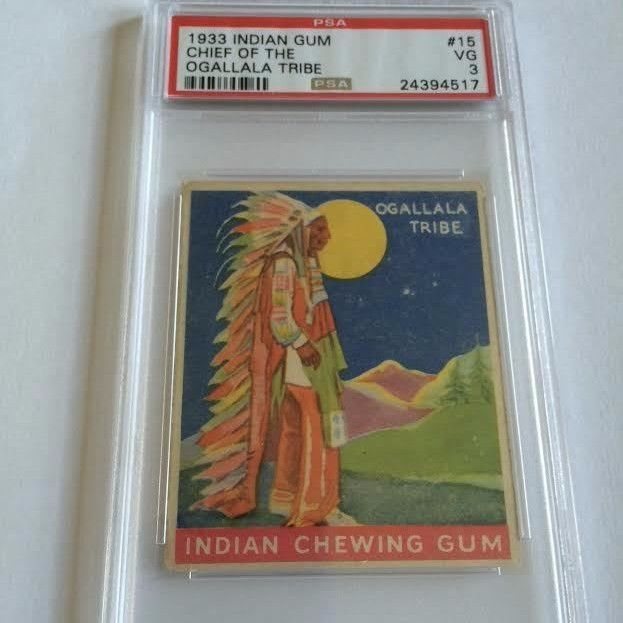 PSA
1933 INDIAN GUM #15
CHIEF OF THE VG
OGALLALA TRIBE 3
PSA 24394517
OGALLALA
TRIBE
INDIAN CHEWING GUM